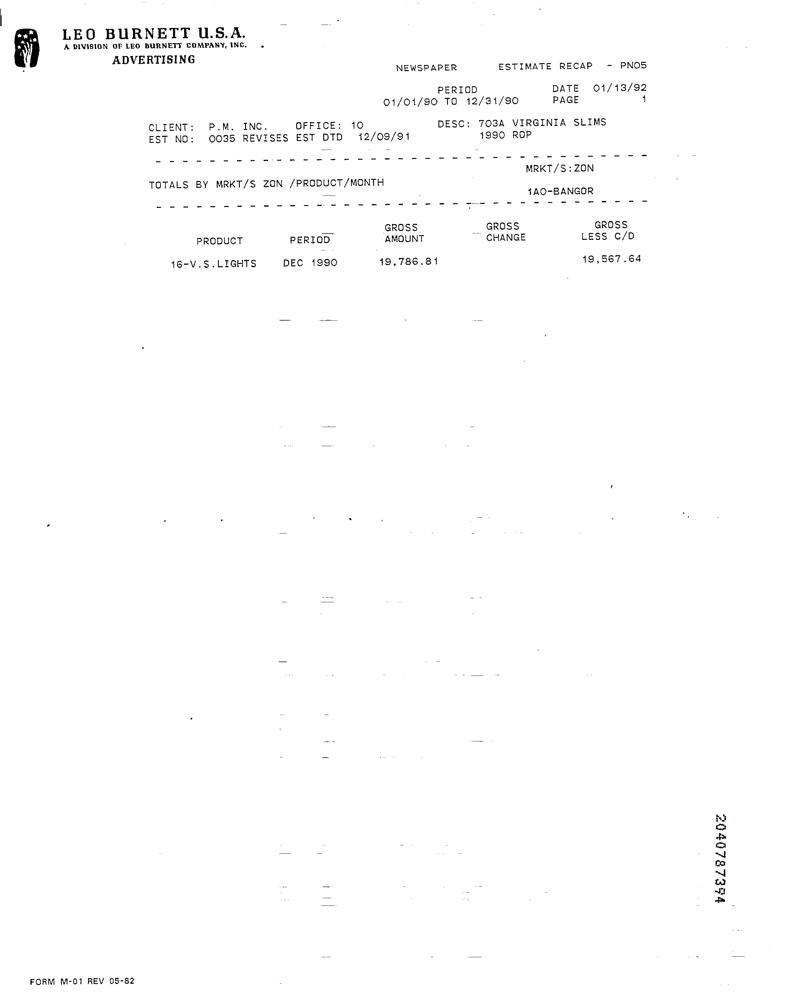 LEO BURNETT U.S.A.
A DIVISION OF LEO BURNETT COMPANY, INC.
ADVERTISING
NEWSPAPER ESTIMATE RECAP - PN05
PERIOD DATE 01/13/92
01/01/90 TO 12/31/90 PAGE 1
CLIENT: P.M. INC. OFFICE: 10 DESC: 703A VIRGINIA SLIMS
EST NO: 0035 REVISES EST DTD 12/09/91 1990 ROP
MRKT/S:ZON
TOTALS BY MRKT/S ZON /PRODUCT/MONTH
1AO-BANGOR
GROSS GROSS GROSS
PRODUCT PERIOD AMOUNT CHANGE LESS C/D
16-V.S.LIGHTS DEC 1990 19,786.81 19,567.64
2040787394
FORM M-01 REV 05-82